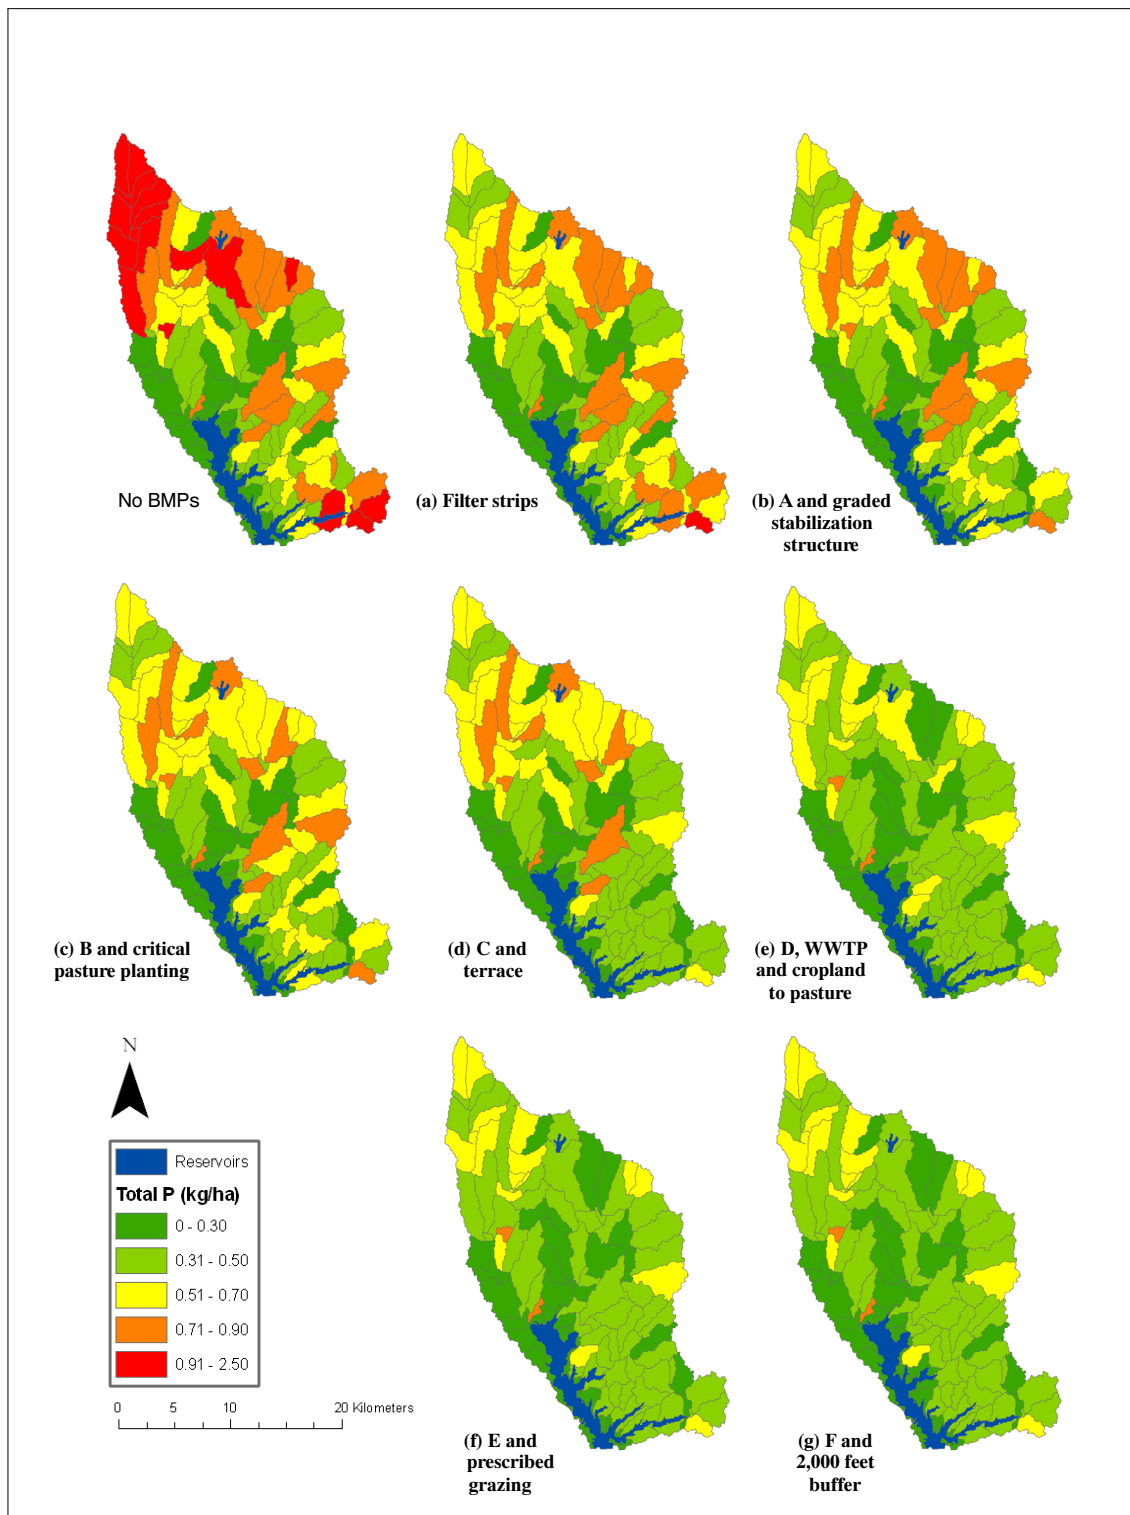 No BMPs
(a) Filter strips
(b) A and graded
stabilization
structure
(c) B and critical
pasture planting
(d) C and
terrace
(e) D, WWTP
and cropland
to pasture
N
Reservoirs
Total P (kg/ha)
0 - 0.30
0.31 - 0.50
0.51 - 0.70
0.71 - 0.90
0.91 - 2.50
0 5 10 20 Kilometers
(f) E and
prescribed
grazing
(g) F and
2,000 feet
buffer